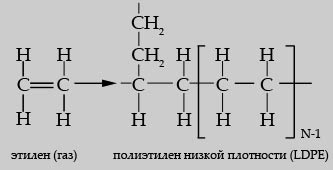 CH2
H H CH2 H H H
C=C C C C C
H H H H H H N-1
этилен (газ) полиэтилен низкой плотности (LDPE)